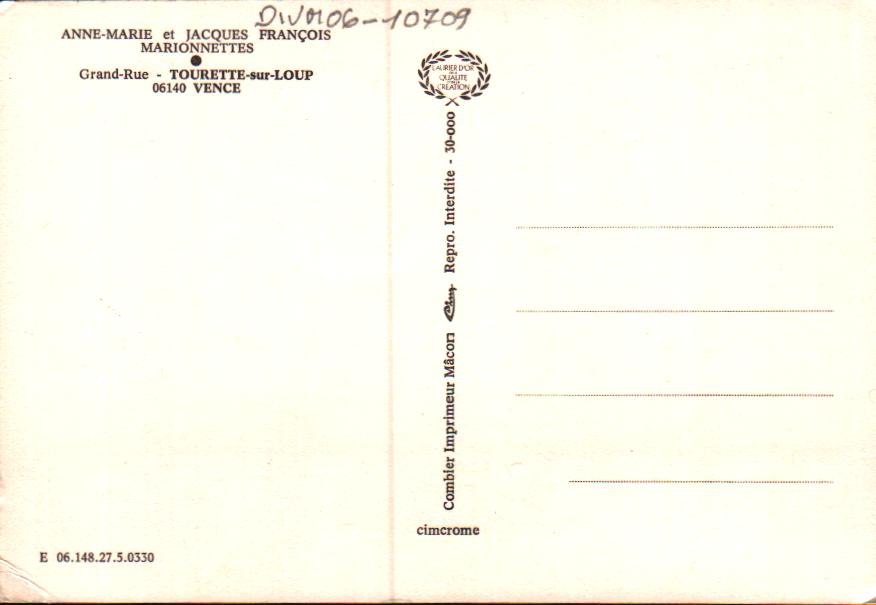 DIVM06-10709
ANNE-MARIE et JACQUES FRANÇOIS
MARIONNETTES
Grand-Rue - TOURETTE-sur-LOUP
06140 VENCE
LAURIER D'OR
QUALITE
CREATION
Combier Imprimeur Mâcon Cim Repro. Interdite - 30-000
cimcrome
E 06.148.27.5.0330